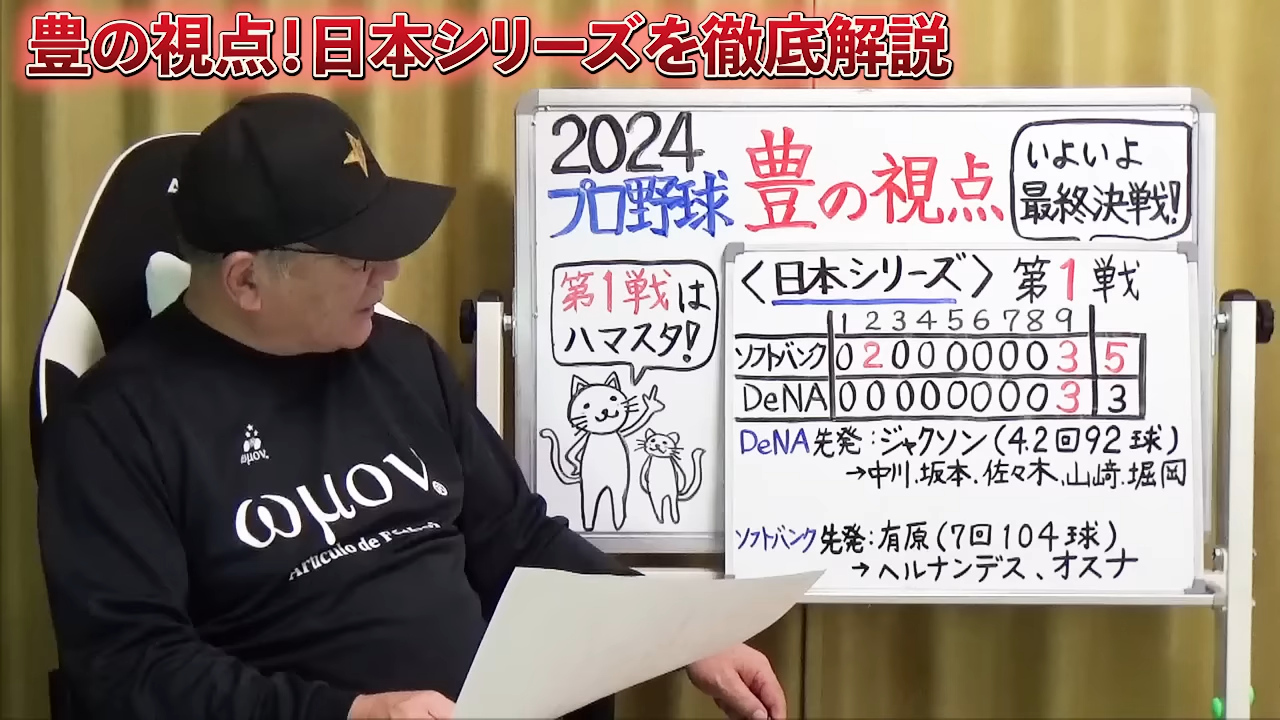 豊の視点！日本シリーズを徹底解説
2024
プロ野球 豊の視点
いよいよ
最終決戦!
第1戦は
ハマスタ!
〈日本シリーズ〉第1戦
1 2 3 4 5 6 7 8 9
ソフトバンク 0 2 0 0 0 0 0 0 3 5
DeNA 0 0 0 0 0 0 0 0 3 3
DeNA先発:ジャクソン(4.2回92球)
→中川.坂本.佐々木.山﨑.堀岡
ソフトバンク先発:有原(7回104球)
→ヘルナンデス、オスナ
ωμον.
ωμον®
Articulo de